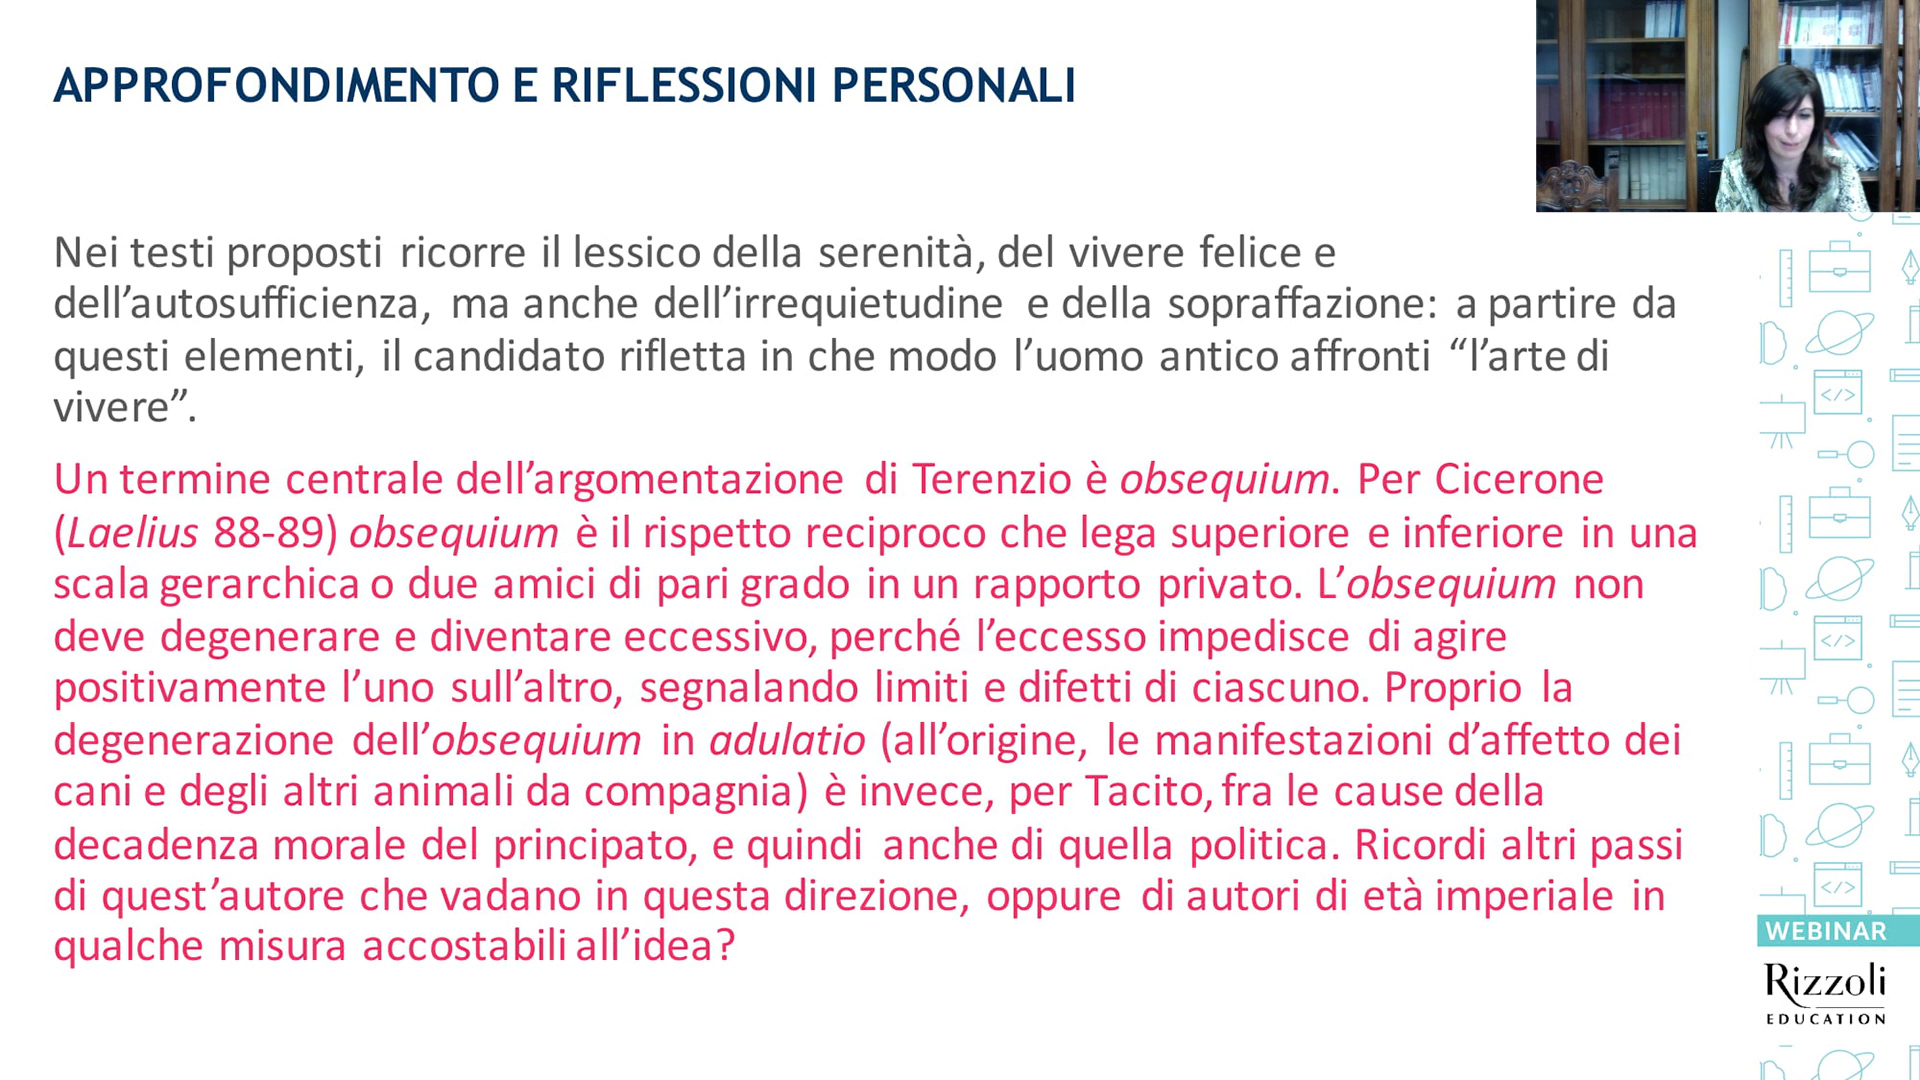 APPROFONDIMENTO E RIFLESSIONI PERSONALI
Nei testi proposti ricorre il lessico della serenità, del vivere felice e
dell’autosufficienza, ma anche dell’irrequietudine e della sopraffazione: a partire da
questi elementi, il candidato rifletta in che modo l’uomo antico affronti “l’arte di
vivere”.
Un termine centrale dell’argomentazione di Terenzio è obsequium. Per Cicerone
(Laelius 88-89) obsequium è il rispetto reciproco che lega superiore e inferiore in una
scala gerarchica o due amici di pari grado in un rapporto privato. L’obsequium non
deve degenerare e diventare eccessivo, perché l’eccesso impedisce di agire
positivamente l’uno sull’altro, segnalando limiti e difetti di ciascuno. Proprio la
degenerazione dell’obsequium in adulatio (all’origine, le manifestazioni d’affetto dei
cani e degli altri animali da compagnia) è invece, per Tacito, fra le cause della
decadenza morale del principato, e quindi anche di quella politica. Ricordi altri passi
di quest’autore che vadano in questa direzione, oppure di autori di età imperiale in
qualche misura accostabili all’idea?
</>
</>
</>
WEBINAR
Rizzoli
EDUCATION